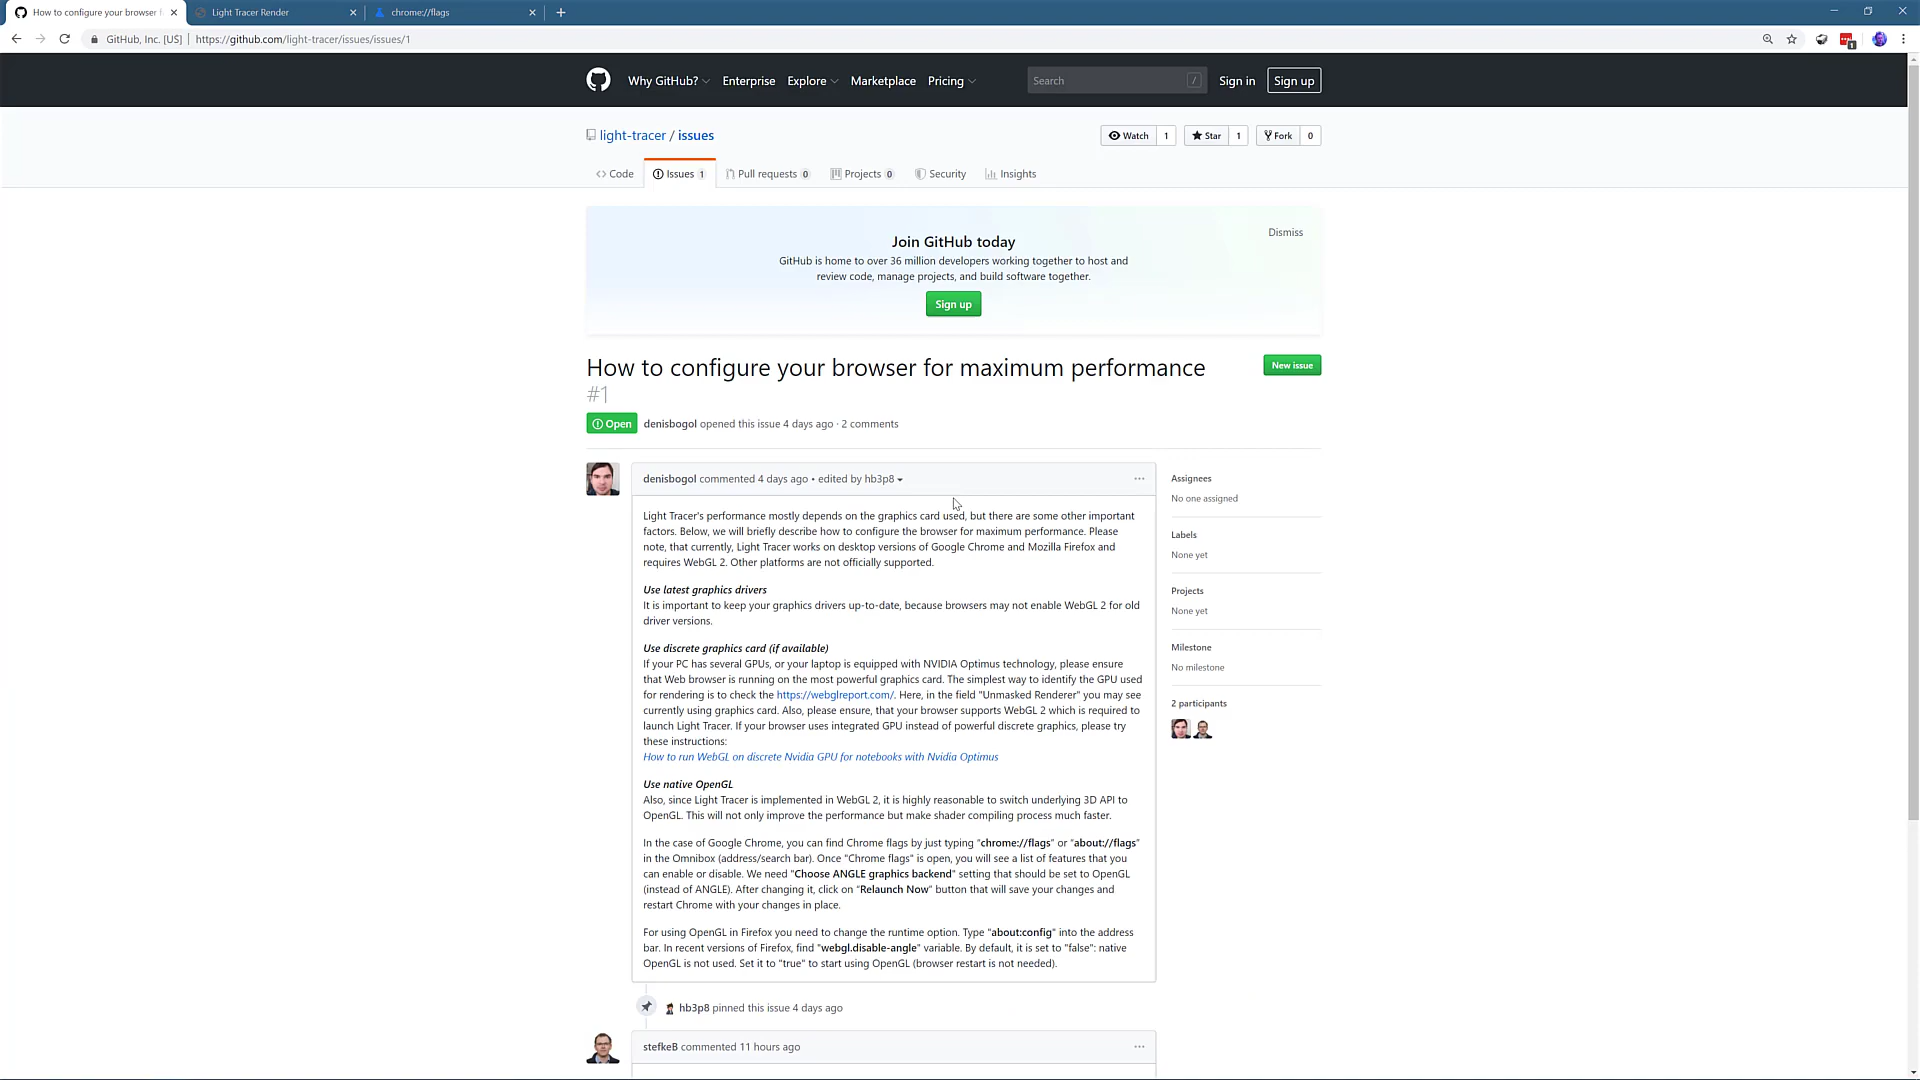 How to configure your browser f
Light Tracer Render
chrome://flags
GitHub, Inc. [US] | https://github.com/light-tracer/issues/issues/1
1
Why GitHub? Enterprise Explore Marketplace Pricing Search / Sign in Sign up
light-tracer / issues
Watch 1 Star 1 Fork 0
<> Code Issues 1 Pull requests 0 Projects 0 Security Insights
Join GitHub today
Dismiss
GitHub is home to over 36 million developers working together to host and
review code, manage projects, and build software together.
Sign up
How to configure your browser for maximum performance
#1
New issue
Open denisbogol opened this issue 4 days ago · 2 comments
denisbogol commented 4 days ago • edited by hb3p8
Light Tracer's performance mostly depends on the graphics card used, but there are some other important
factors. Below, we will briefly describe how to configure the browser for maximum performance. Please
note, that currently, Light Tracer works on desktop versions of Google Chrome and Mozilla Firefox and
requires WebGL 2. Other platforms are not officially supported.
Use latest graphics drivers
It is important to keep your graphics drivers up-to-date, because browsers may not enable WebGL 2 for old
driver versions.
Use discrete graphics card (if available)
If your PC has several GPUs, or your laptop is equipped with NVIDIA Optimus technology, please ensure
that Web browser is running on the most powerful graphics card. The simplest way to identify the GPU used
for rendering is to check the https://webglreport.com/. Here, in the field "Unmasked Renderer" you may see
currently using graphics card. Also, please ensure, that your browser supports WebGL 2 which is required to
launch Light Tracer. If your browser uses integrated GPU instead of powerful discrete graphics, please try
these instructions:
How to run WebGL on discrete Nvidia GPU for notebooks with Nvidia Optimus
Use native OpenGL
Also, since Light Tracer is implemented in WebGL 2, it is highly reasonable to switch underlying 3D API to
OpenGL. This will not only improve the performance but make shader compiling process much faster.
In the case of Google Chrome, you can find Chrome flags by just typing "chrome://flags" or "about://flags"
in the Omnibox (address/search bar). Once "Chrome flags" is open, you will see a list of features that you
can enable or disable. We need "Choose ANGLE graphics backend" setting that should be set to OpenGL
(instead of ANGLE). After changing it, click on "Relaunch Now" button that will save your changes and
restart Chrome with your changes in place.
For using OpenGL in Firefox you need to change the runtime option. Type "about:config" into the address
bar. In recent versions of Firefox, find "webgl.disable-angle" variable. By default, it is set to "false": native
OpenGL is not used. Set it to "true" to start using OpenGL (browser restart is not needed).
Assignees
No one assigned
Labels
None yet
Projects
None yet
Milestone
No milestone
2 participants
hb3p8 pinned this issue 4 days ago
stefkeB commented 11 hours ago